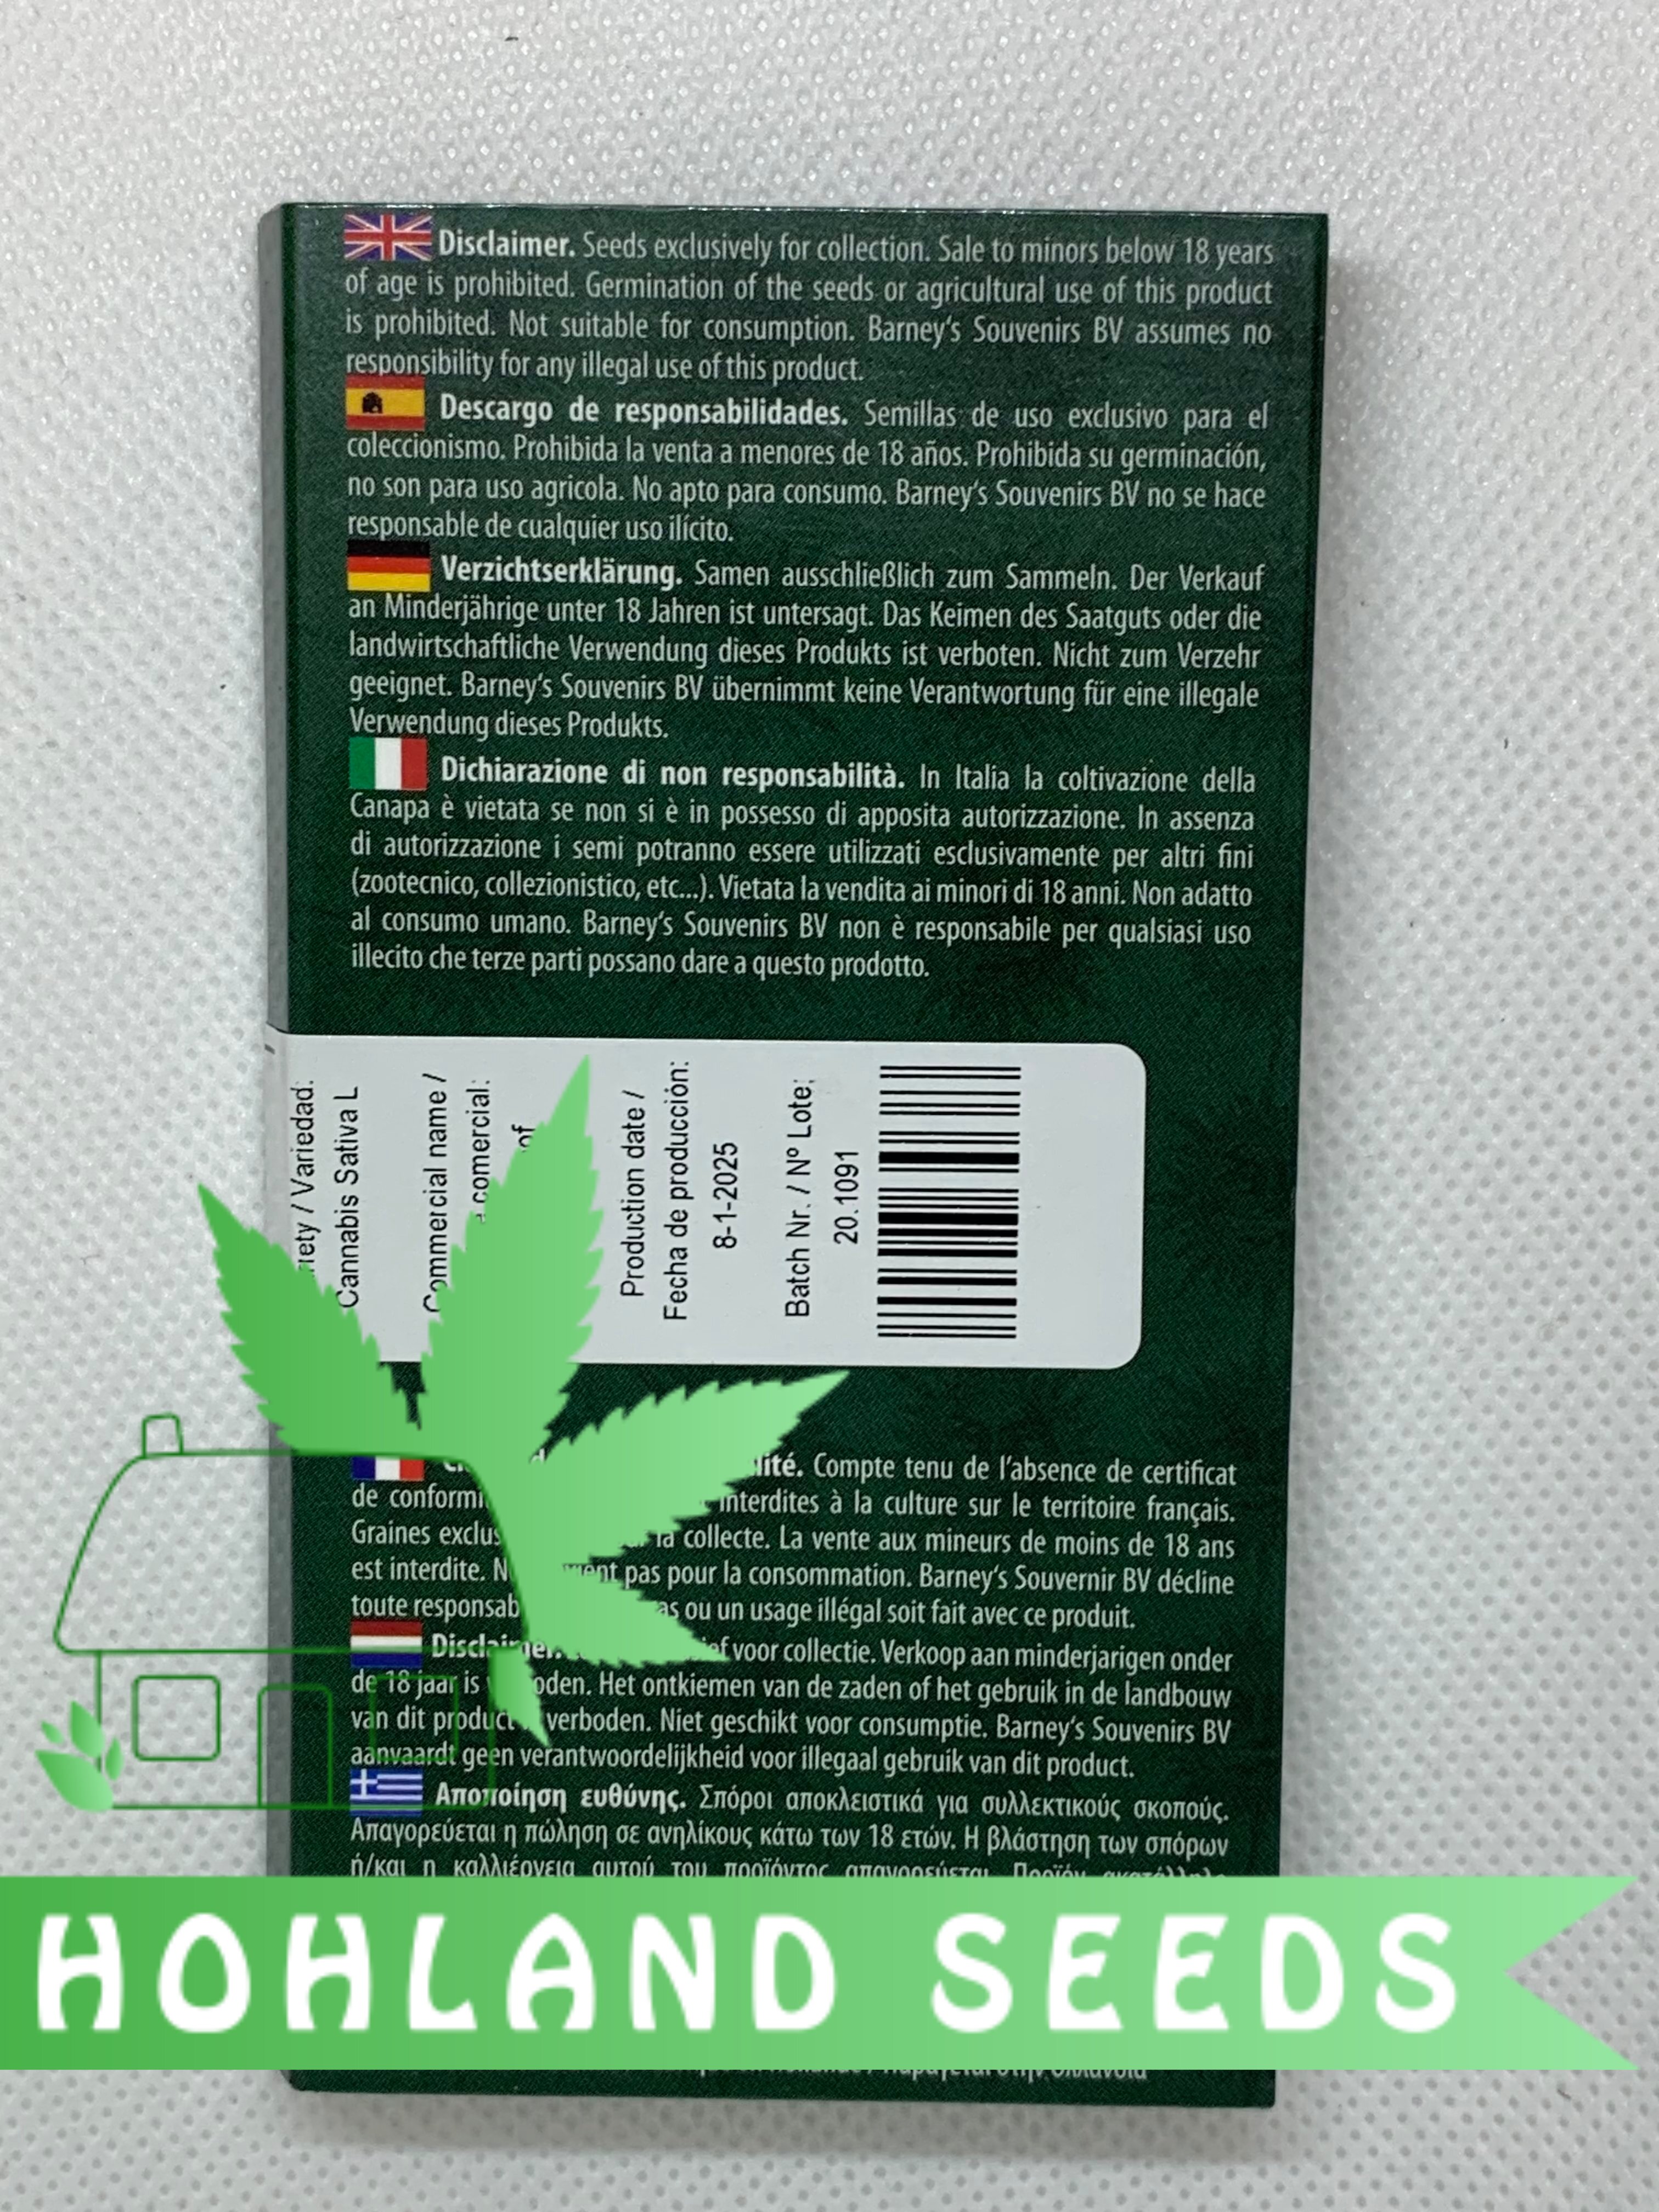 Disclaimer. Seeds exclusively for collection. Sale to minors below 18 years
of age is prohibited. Germination of the seeds or agricultural use of this product
is prohibited. Not suitable for consumption. Barney's Souvenirs BV assumes no
responsibility for any illegal use of this product.
Descargo de responsabilidades. Semillas de uso exclusivo para el
coleccionismo. Prohibida la venta a menores de 18 años. Prohibida su germinación,
no son para uso agricola. No apto para consumo. Barney's Souvenirs BV no se hace
responsable de cualquier uso ilícito.
Verzichtserklärung. Samen ausschließlich zum Sammeln. Der Verkauf
an Minderjährige unter 18 Jahren ist untersagt. Das Keimen des Saatguts oder die
landwirtschaftliche Verwendung dieses Produkts ist verboten. Nicht zum Verzehr
geeignet. Barney's Souvenirs BV übernimmt keine Verantwortung für eine illegale
Verwendung dieses Produkts.
Dichiarazione di non responsabilità. In Italia la coltivazione della
Canapa è vietata se non si è in possesso di apposita autorizzazione. In assenza
di autorizzazione i semi potranno essere utilizzati esclusivamente per altri fini
(zootecnico, collezionistico, etc...). Vietata la vendita ai minori di 18 anni. Non adatto
al consumo umano. Barney's Souvenirs BV non è responsabile per qualsiasi uso
illecito che terze parti possano dare a questo prodotto.
/ Variedad:
Cannabis Sativa L
Commercial name /
comercial:
of
Production date /
Fecha de producción:
8-1-2025
Batch Nr. / Nº Lote:
20.1091
Compte tenu de l'absence de certificat
de interdites à la culture sur le territoire français.
Graines la collecte. La vente aux mineurs de moins de 18 ans
est interdite. pas pour la consommation. Barney's Souvernir BV décline
toute ou un usage illégal soit fait avec ce produit.
Disclaimer. voor collectie. Verkoop aan minderjarigen onder
de 18 jaar is Het ontkiemen van de zaden of het gebruik in de landbouw
van dit product verboden. Niet geschikt voor consumptie. Barney's Souvenirs BV
aanvaardt geen verantwoordelijkheid voor illegaal gebruik van dit product.
Αποποίηση ευθύνης. Σπόροι αποκλειστικά για συλλεκτικούς σκοπούς.
Απαγορεύεται η πώληση σε ανηλίκους κάτω των 18 ετών. Η βλάστηση των σπόρων
ή/και η καλλιέργεια αυτού του προϊόντος απαγορεύεται. Προϊόν
HOHLAND SEEDS